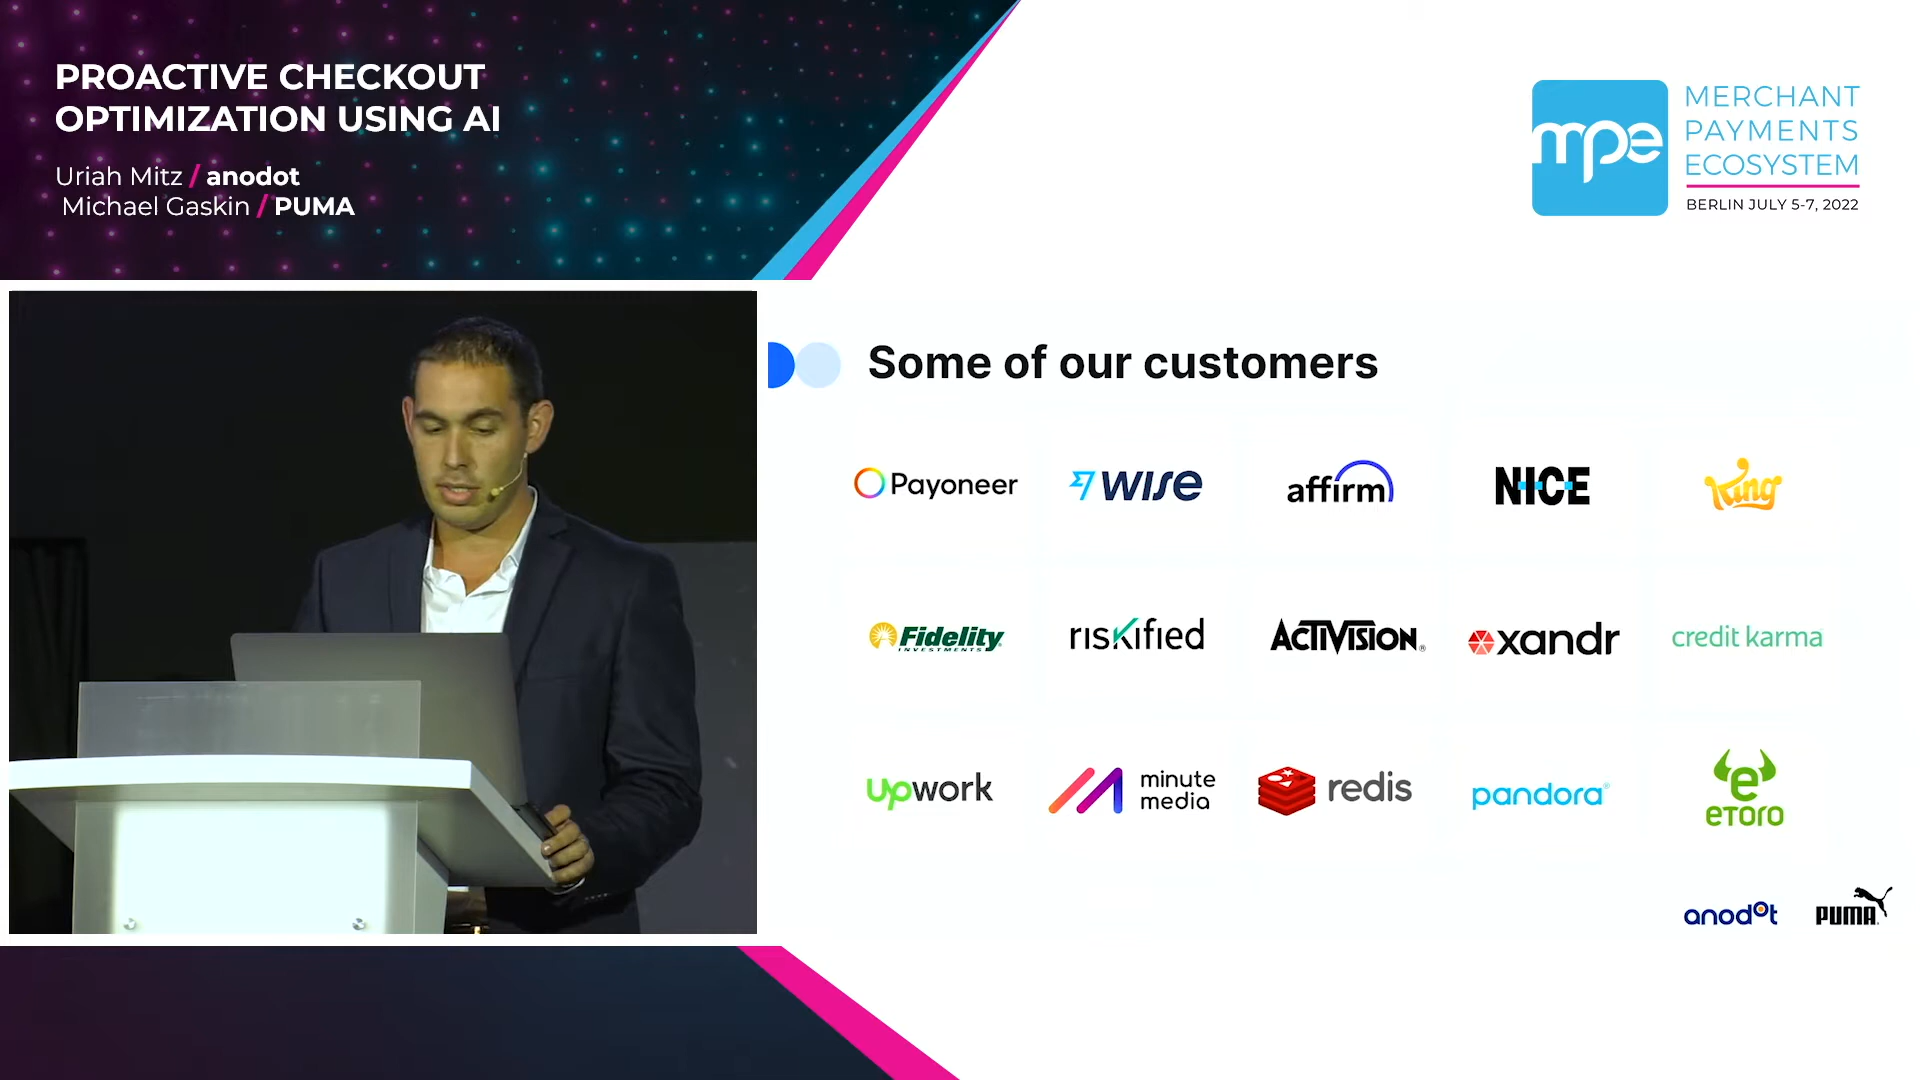 PROACTIVE CHECKOUT
OPTIMIZATION USING AI
Uriah Mitz / anodot
Michael Gaskin / PUMA
mpe
MERCHANT
PAYMENTS
ECOSYSTEM
BERLIN JULY 5-7, 2022
Some of our customers
Payoneer
wise
affirm
NICE
King
Fidelity
INVESTMENTS
riskified
ACTIVISION®
xandr
credit karma
upwork
minute
media
redis
pandora®
eToro
anodot
PUMA